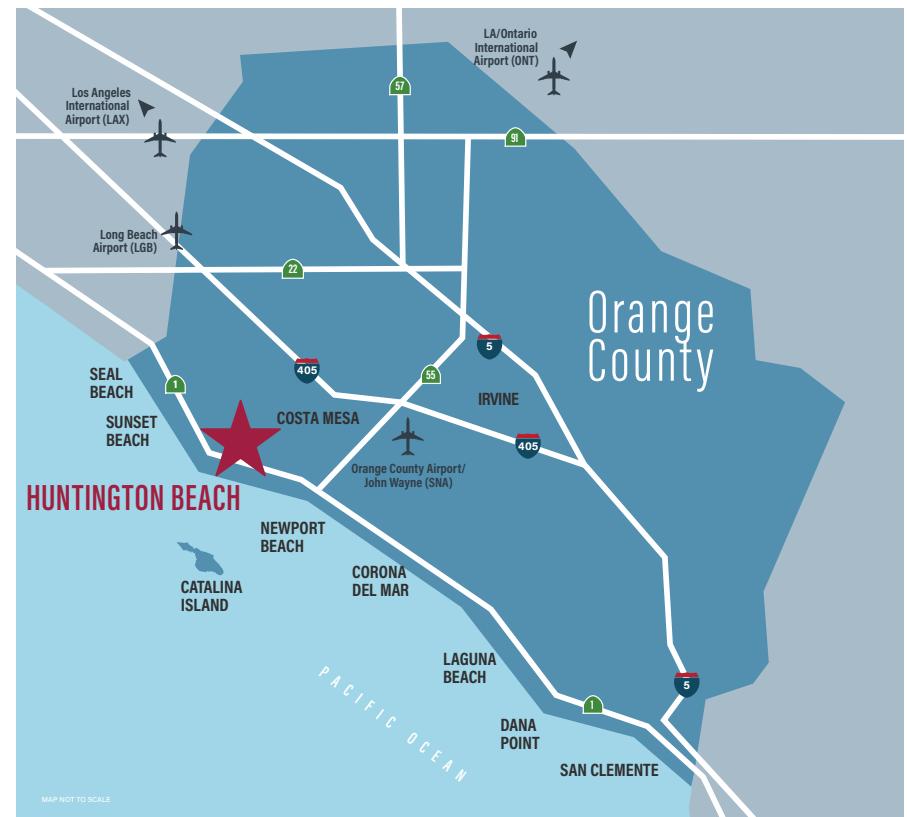 LA/Ontario
International
Airport (ONT)
57
Los Angeles
International
Airport (LAX)
91
Long Beach
Airport (LGB)
22
Orange
County
5
405
55
SEAL
BEACH
1
IRVINE
SUNSET
BEACH
COSTA MESA
405
Orange County Airport/
John Wayne (SNA)
HUNTINGTON BEACH
NEWPORT
BEACH
CATALINA
ISLAND
CORONA
DEL MAR
LAGUNA
BEACH
5
PACIFIC OCEAN
1
DANA
POINT
SAN CLEMENTE
MAP NOT TO SCALE